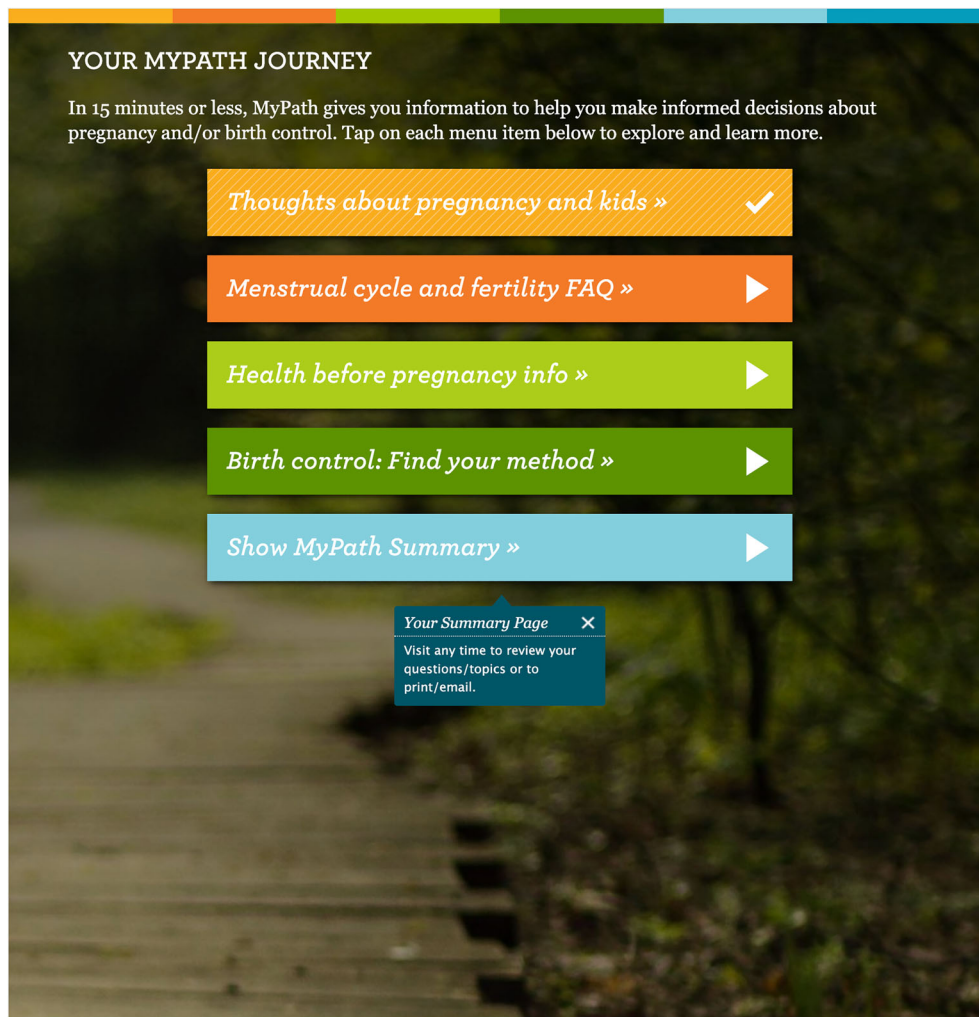 YOUR MYPATH JOURNEY
In 15 minutes or less, MyPath gives you information to help you make informed decisions about
pregnancy and/or birth control. Tap on each menu item below to explore and learn more.
Thoughts about pregnancy and kids »
Menstrual cycle and fertility FAQ »
Health before pregnancy info »
Birth control: Find your method »
Show MyPath Summary »
Your Summary Page
Visit any time to review your
questions/topics or to
print/email.